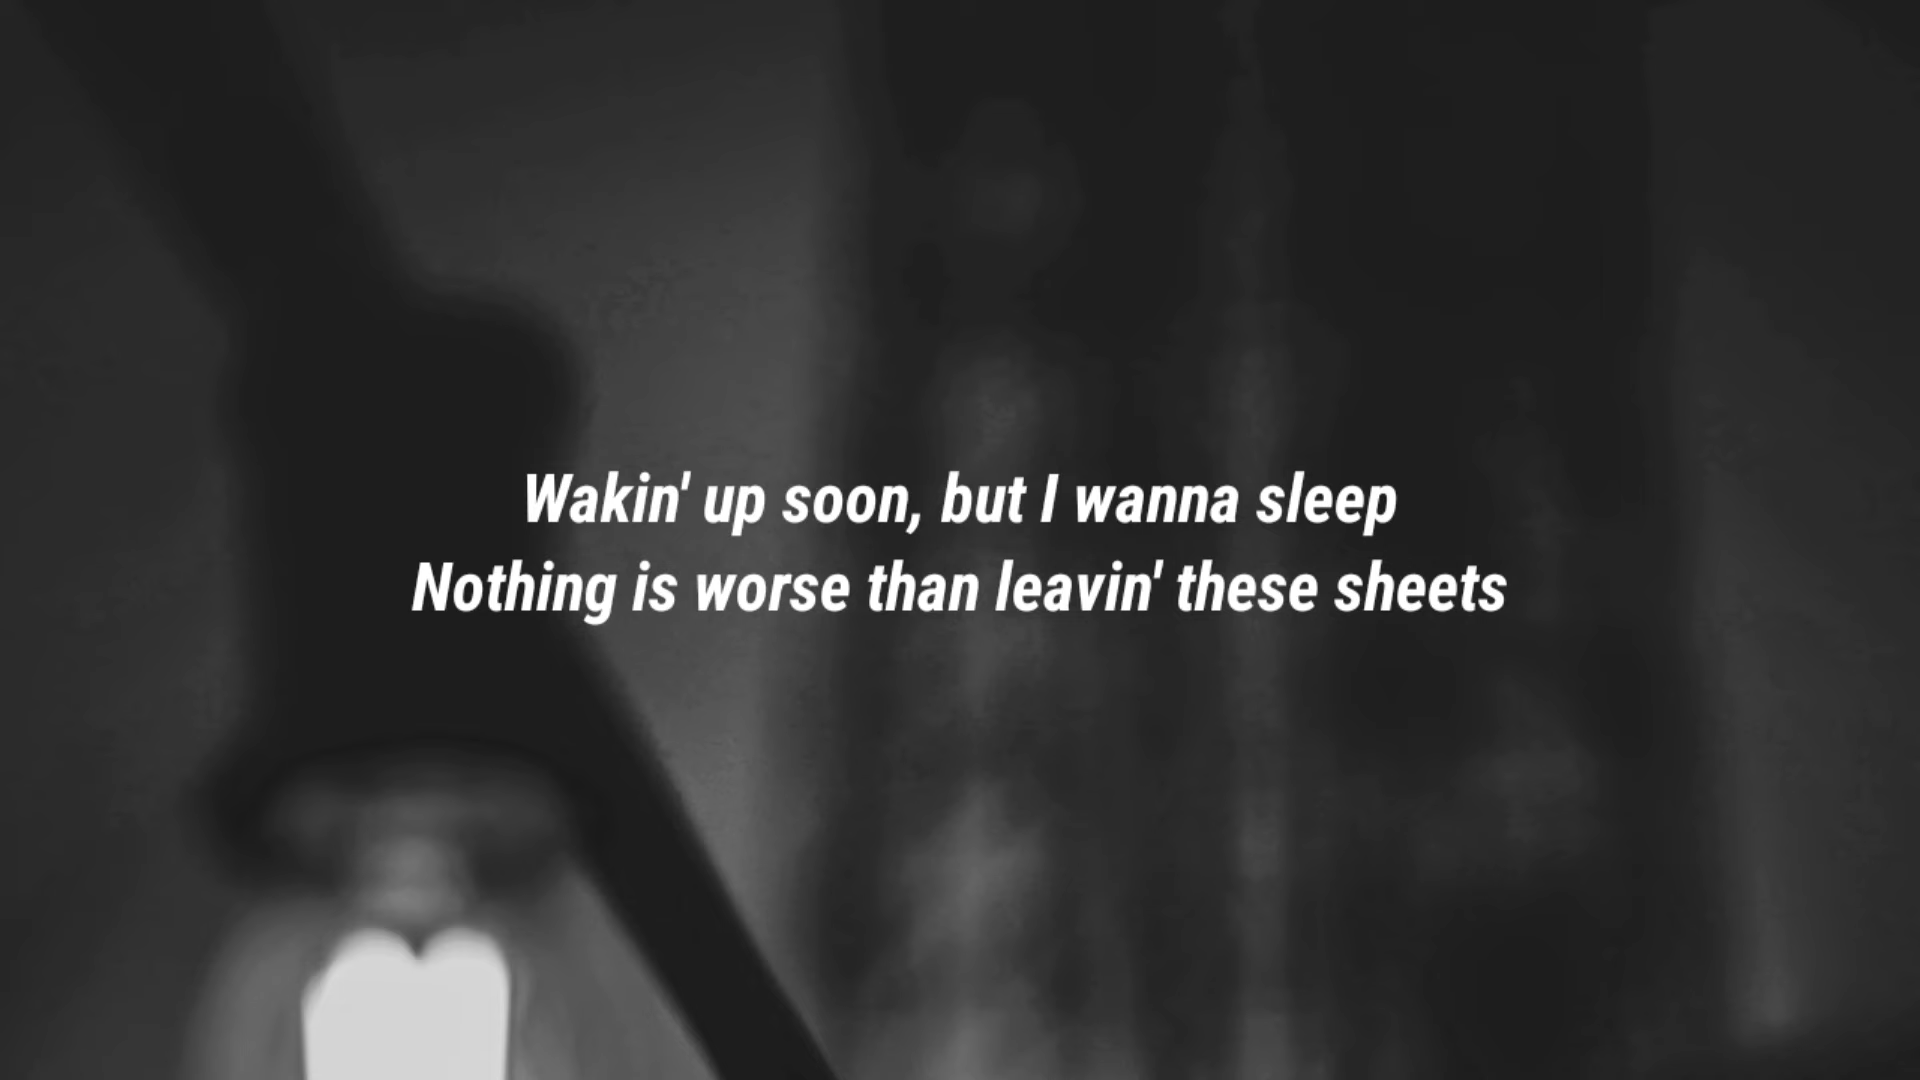 Wakin' up soon, but I wanna sleep
Nothing is worse than leavin' these sheets